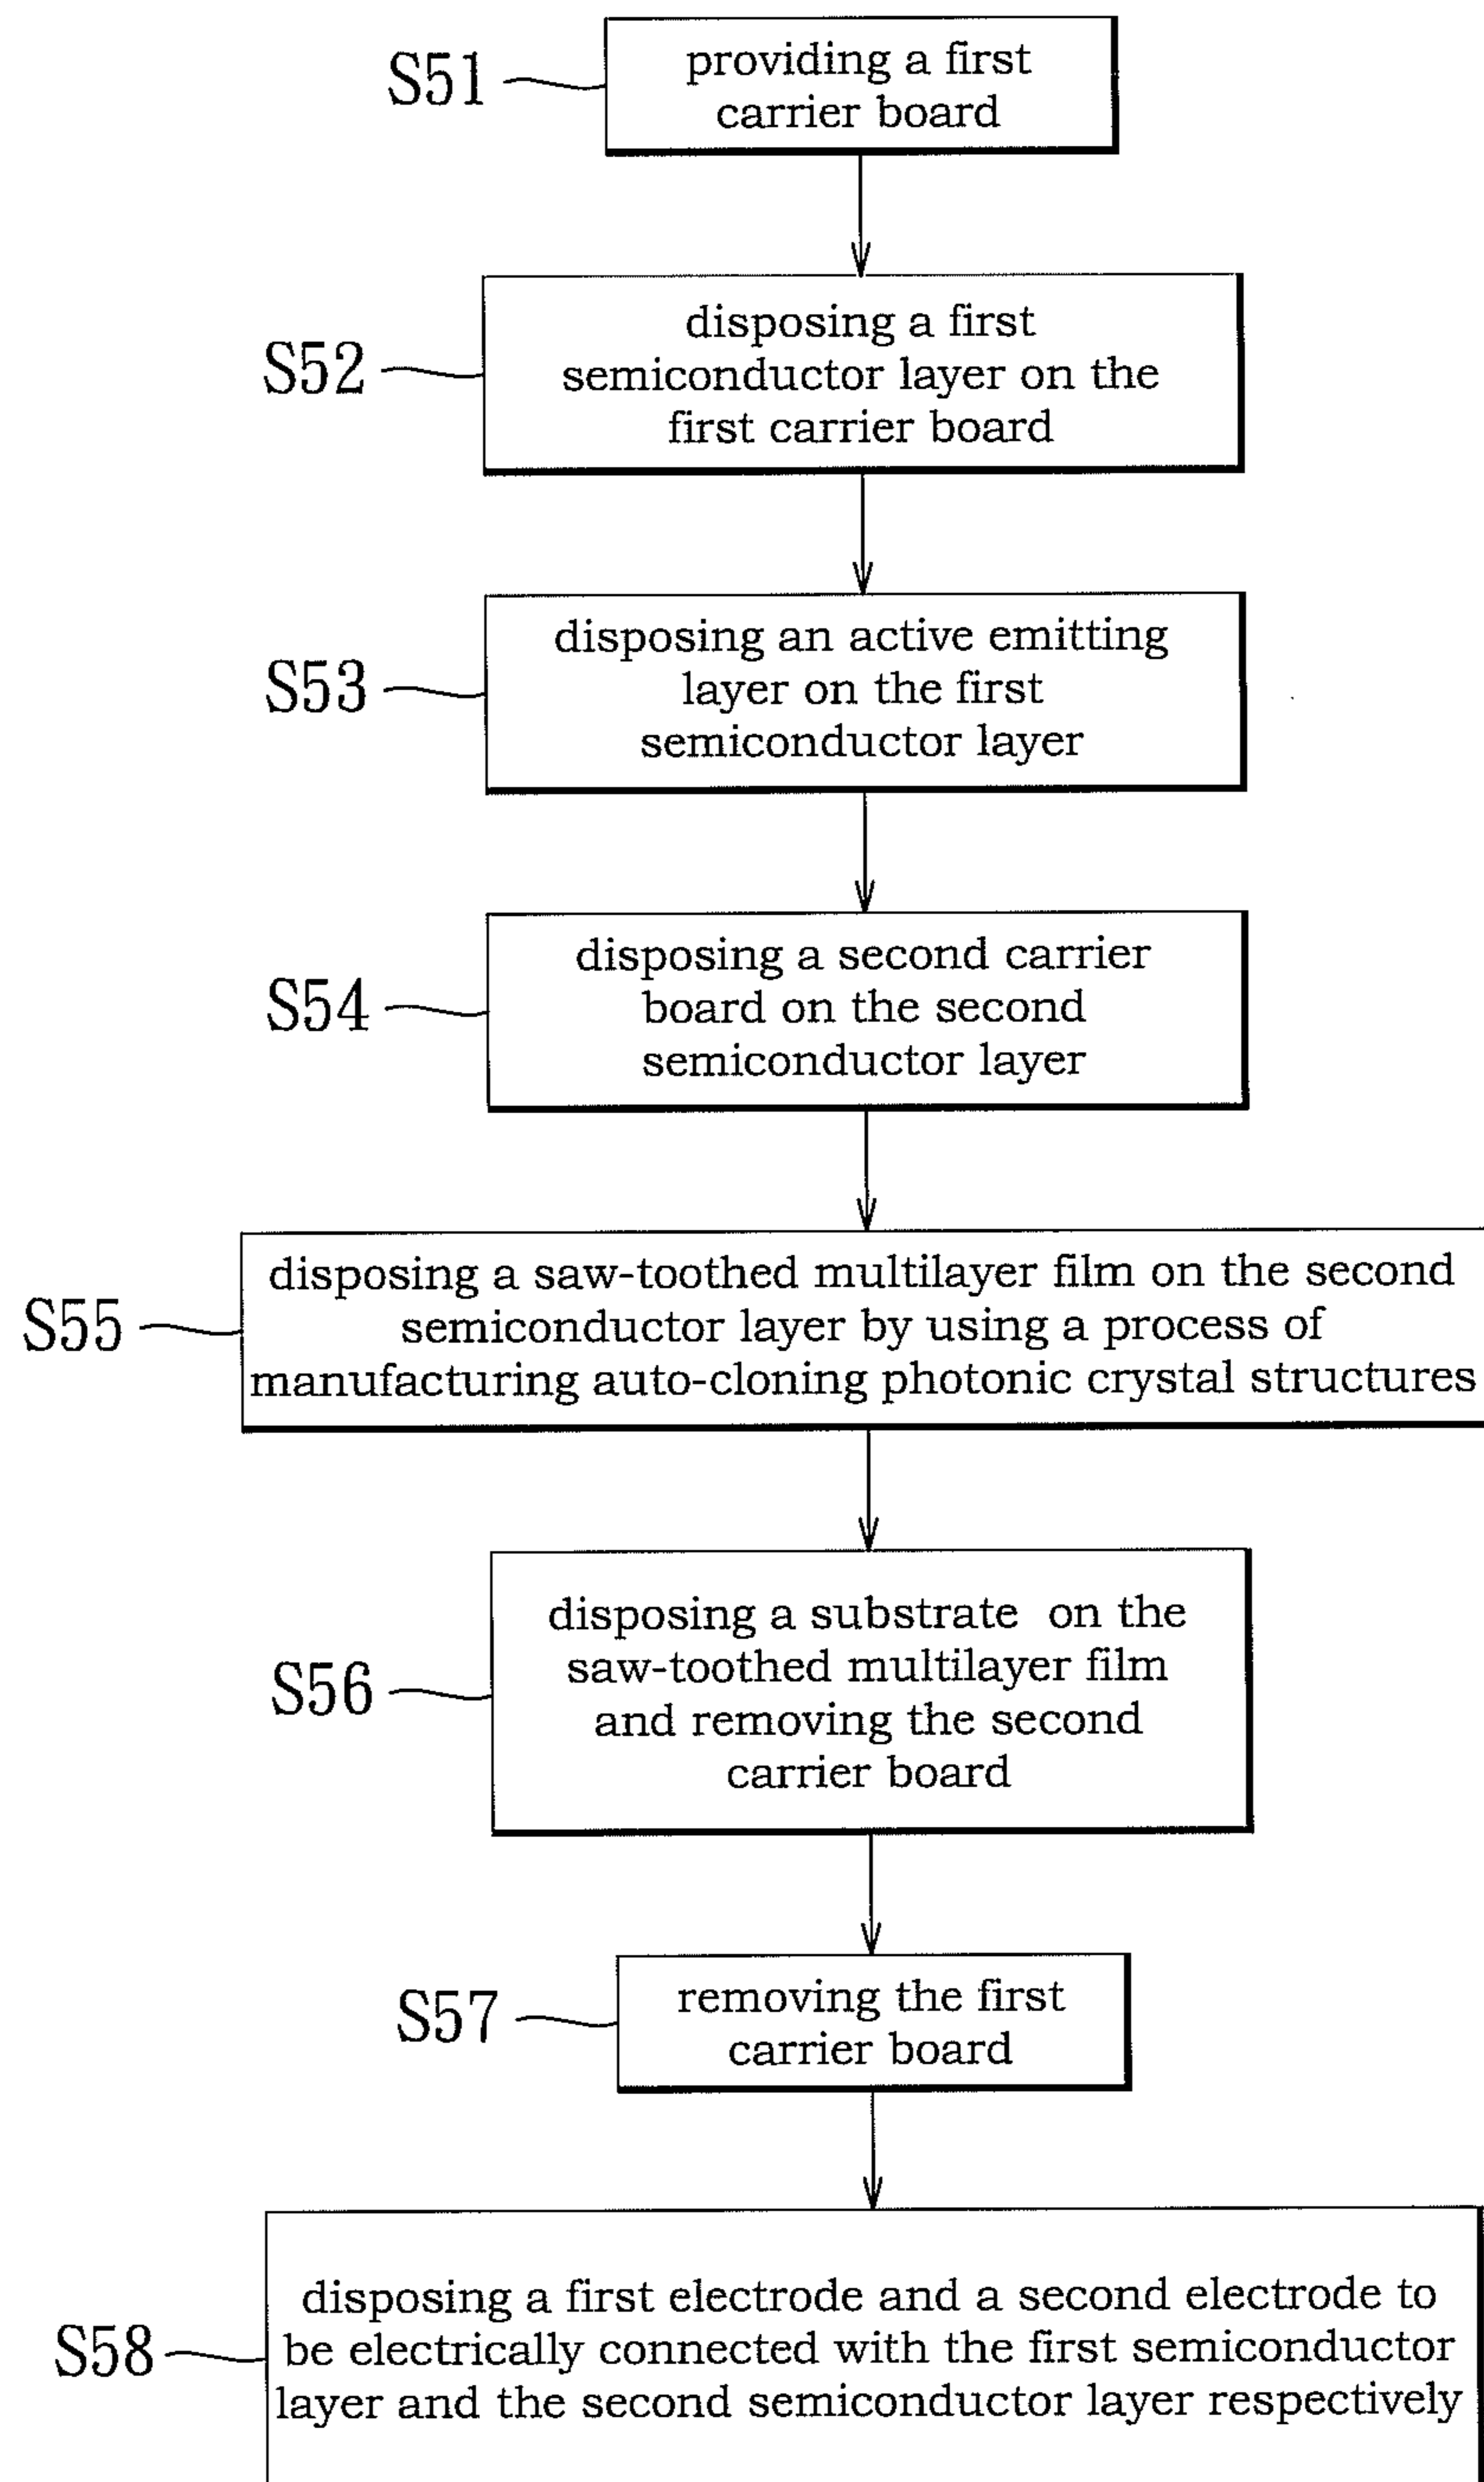 S51
providing a first
carrier board
S52
disposing a first
semiconductor layer on the
first carrier board
S53
disposing an active emitting
layer on the first
semiconductor layer
S54
disposing a second carrier
board on the second
semiconductor layer
S55
disposing a saw-toothed multilayer film on the second
semiconductor layer by using a process of
manufacturing auto-cloning photonic crystal structures
S56
disposing a substrate on the
saw-toothed multilayer film
and removing the second
carrier board
S57
removing the first
carrier board
S58
disposing a first electrode and a second electrode to
be electrically connected with the first semiconductor
layer and the second semiconductor layer respectively